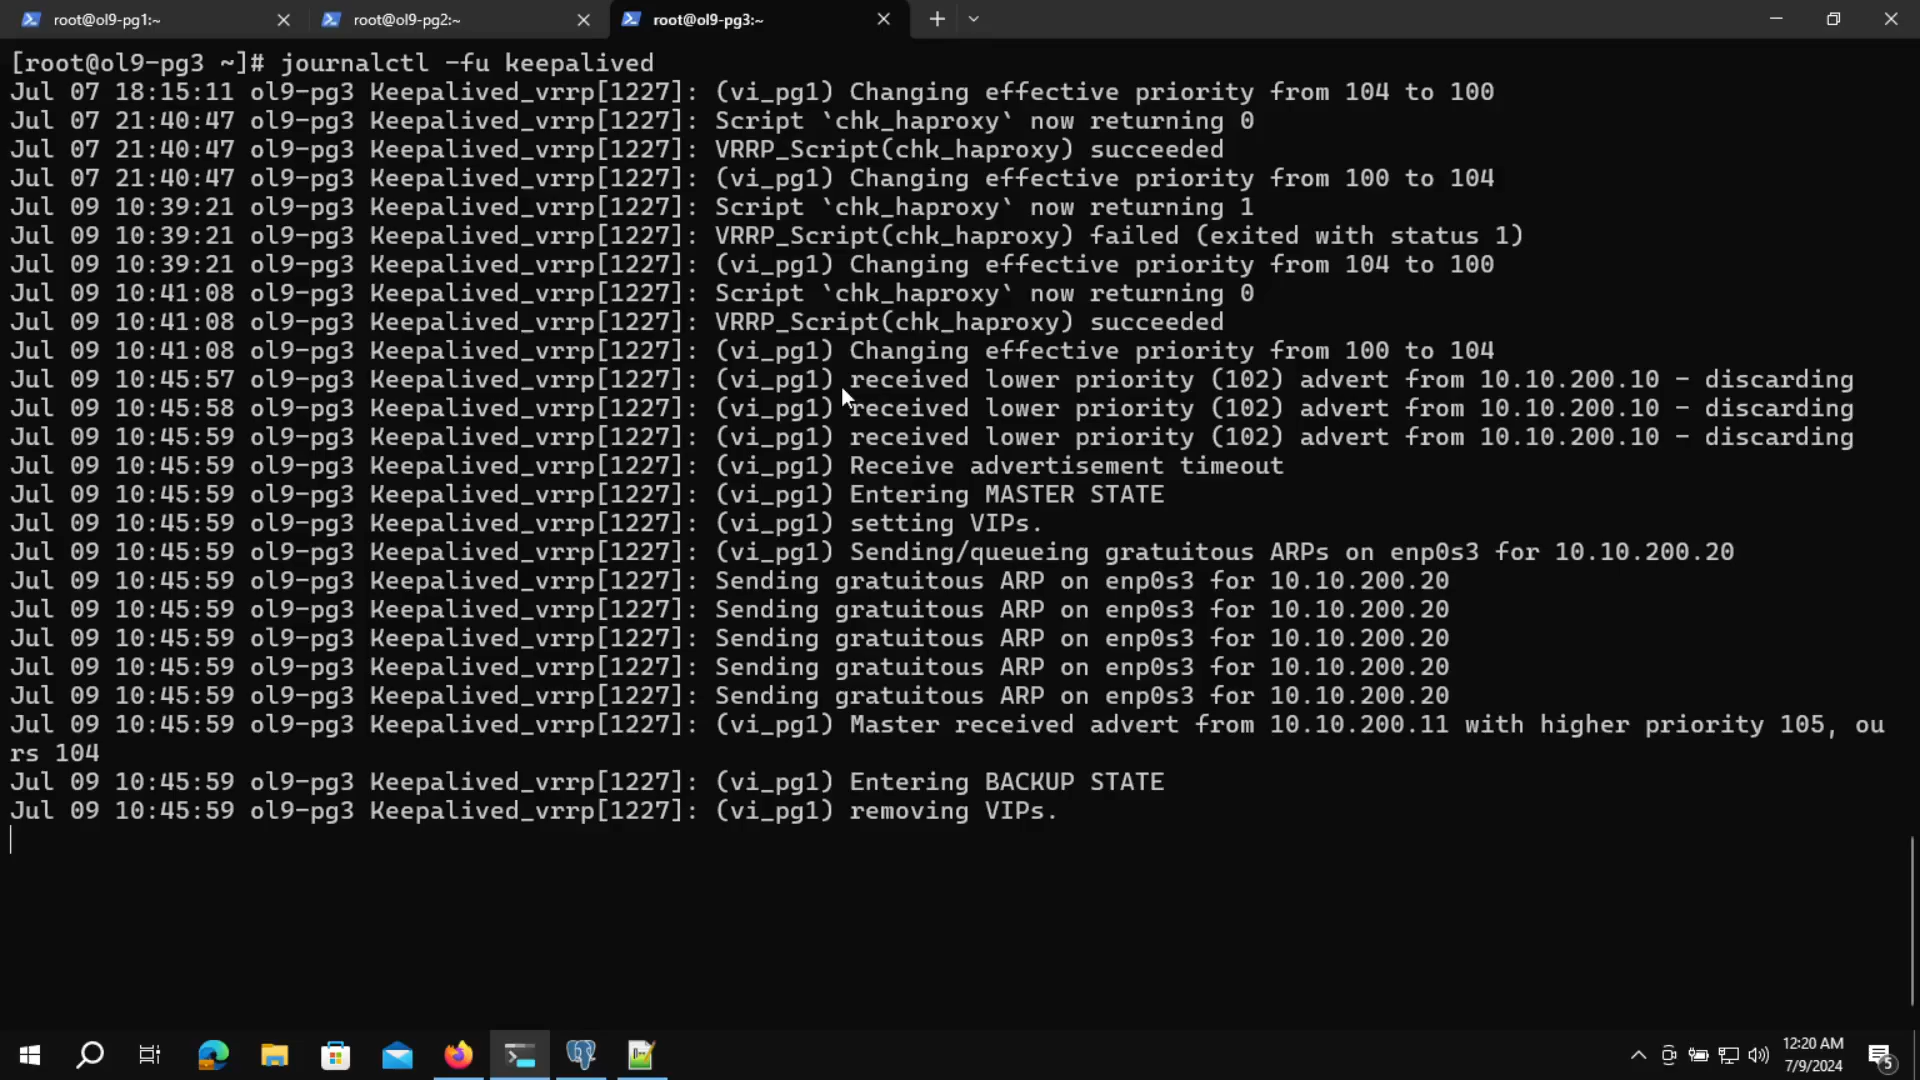 root@ol9-pg1:~
root@ol9-pg2:~
root@ol9-pg3:~
[root@ol9-pg3 ~]# journalctl -fu keepalived
Jul 07 18:15:11 ol9-pg3 Keepalived_vrrp[1227]: (vi_pg1) Changing effective priority from 104 to 100
Jul 07 21:40:47 ol9-pg3 Keepalived_vrrp[1227]: Script `chk_haproxy` now returning 0
Jul 07 21:40:47 ol9-pg3 Keepalived_vrrp[1227]: VRRP_Script(chk_haproxy) succeeded
Jul 07 21:40:47 ol9-pg3 Keepalived_vrrp[1227]: (vi_pg1) Changing effective priority from 100 to 104
Jul 09 10:39:21 ol9-pg3 Keepalived_vrrp[1227]: Script `chk_haproxy` now returning 1
Jul 09 10:39:21 ol9-pg3 Keepalived_vrrp[1227]: VRRP_Script(chk_haproxy) failed (exited with status 1)
Jul 09 10:39:21 ol9-pg3 Keepalived_vrrp[1227]: (vi_pg1) Changing effective priority from 104 to 100
Jul 09 10:41:08 ol9-pg3 Keepalived_vrrp[1227]: Script `chk_haproxy` now returning 0
Jul 09 10:41:08 ol9-pg3 Keepalived_vrrp[1227]: VRRP_Script(chk_haproxy) succeeded
Jul 09 10:41:08 ol9-pg3 Keepalived_vrrp[1227]: (vi_pg1) Changing effective priority from 100 to 104
Jul 09 10:45:57 ol9-pg3 Keepalived_vrrp[1227]: (vi_pg1) received lower priority (102) advert from 10.10.200.10 - discarding
Jul 09 10:45:58 ol9-pg3 Keepalived_vrrp[1227]: (vi_pg1) received lower priority (102) advert from 10.10.200.10 - discarding
Jul 09 10:45:59 ol9-pg3 Keepalived_vrrp[1227]: (vi_pg1) received lower priority (102) advert from 10.10.200.10 - discarding
Jul 09 10:45:59 ol9-pg3 Keepalived_vrrp[1227]: (vi_pg1) Receive advertisement timeout
Jul 09 10:45:59 ol9-pg3 Keepalived_vrrp[1227]: (vi_pg1) Entering MASTER STATE
Jul 09 10:45:59 ol9-pg3 Keepalived_vrrp[1227]: (vi_pg1) setting VIPs.
Jul 09 10:45:59 ol9-pg3 Keepalived_vrrp[1227]: (vi_pg1) Sending/queueing gratuitous ARPs on enp0s3 for 10.10.200.20
Jul 09 10:45:59 ol9-pg3 Keepalived_vrrp[1227]: Sending gratuitous ARP on enp0s3 for 10.10.200.20
Jul 09 10:45:59 ol9-pg3 Keepalived_vrrp[1227]: Sending gratuitous ARP on enp0s3 for 10.10.200.20
Jul 09 10:45:59 ol9-pg3 Keepalived_vrrp[1227]: Sending gratuitous ARP on enp0s3 for 10.10.200.20
Jul 09 10:45:59 ol9-pg3 Keepalived_vrrp[1227]: Sending gratuitous ARP on enp0s3 for 10.10.200.20
Jul 09 10:45:59 ol9-pg3 Keepalived_vrrp[1227]: Sending gratuitous ARP on enp0s3 for 10.10.200.20
Jul 09 10:45:59 ol9-pg3 Keepalived_vrrp[1227]: (vi_pg1) Master received advert from 10.10.200.11 with higher priority 105, ou
rs 104
Jul 09 10:45:59 ol9-pg3 Keepalived_vrrp[1227]: (vi_pg1) Entering BACKUP STATE
Jul 09 10:45:59 ol9-pg3 Keepalived_vrrp[1227]: (vi_pg1) removing VIPs.
12:20 AM
7/9/2024
5